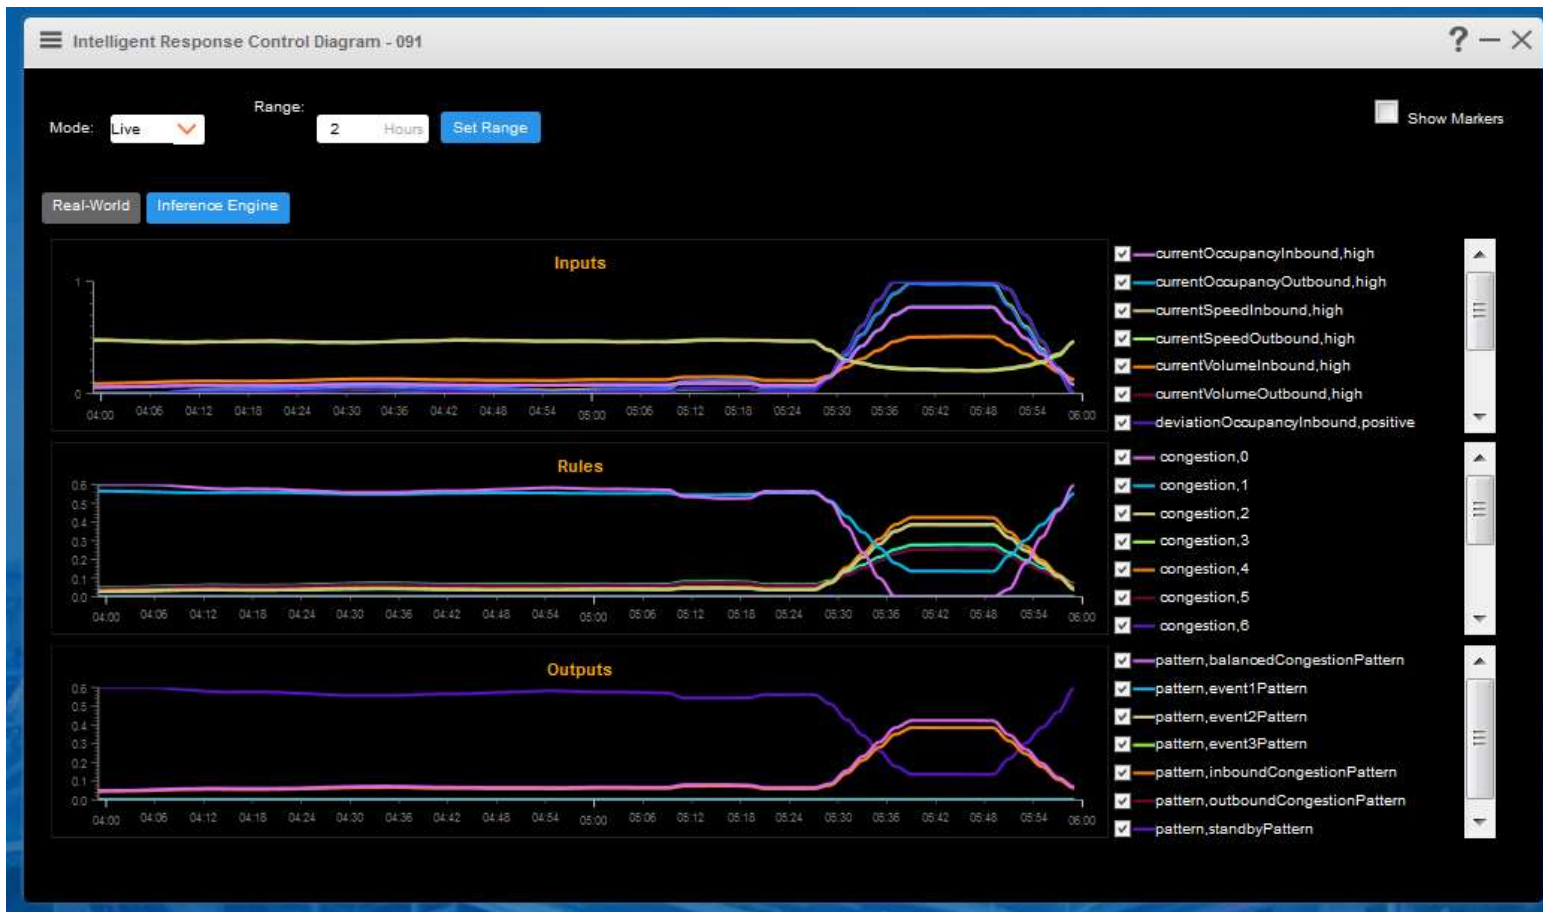 Intelligent Response Control Diagram - 091
? — ✕
Range:
Mode: Live 2 Hours Set Range Show Markers
Real-World Inference Engine
Inputs
1
0
04:00 04:06 04:12 04:18 04:24 04:30 04:36 04:42 04:48 04:54 05:00 05:06 05:12 05:18 05:24 05:30 05:36 05:42 05:48 05:54 06:00
currentOccupancyInbound,high
currentOccupancyOutbound,high
currentSpeedInbound,high
currentSpeedOutbound,high
currentVolumeInbound,high
currentVolumeOutbound,high
deviationOccupancyInbound,positive
Rules
0.6
0.5
0.4
0.3
0.2
0.1
0.0
04:00 04:06 04:12 04:18 04:24 04:30 04:36 04:42 04:48 04:54 05:00 05:06 05:12 05:18 05:24 05:30 05:36 05:42 05:48 05:54 06:00
congestion,0
congestion,1
congestion,2
congestion,3
congestion,4
congestion,5
congestion,6
Outputs
0.6
0.5
0.4
0.3
0.2
0.1
0.0
04:00 04:06 04:12 04:18 04:24 04:30 04:36 04:42 04:48 04:54 05:00 05:06 05:12 05:18 05:24 05:30 05:36 05:42 05:48 05:54 06:00
pattern,balancedCongestionPattern
pattern,event1Pattern
pattern,event2Pattern
pattern,event3Pattern
pattern,inboundCongestionPattern
pattern,outboundCongestionPattern
pattern,standbyPattern